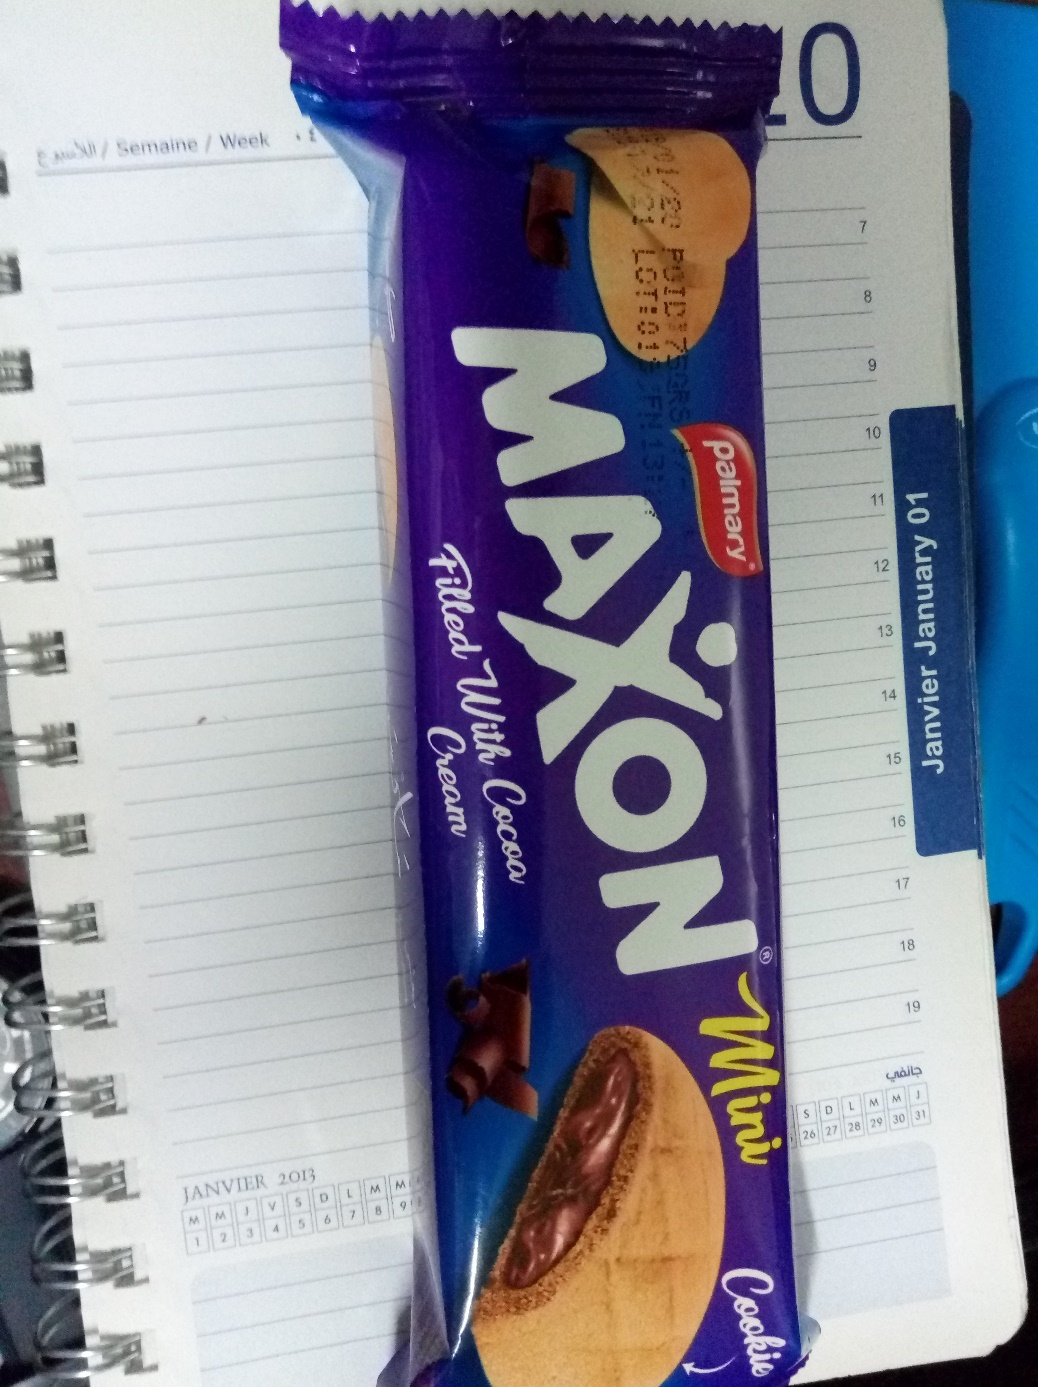 palmary
MAXON
Mini
Filled With Cocoa
Cream
Cookie
LOT:01
/ Semaine / Week
20
7
8
9
10
11
12
13
14
15
16
17
18
19
Janvier January 01
JANVIER 2013
M M J V S D L M M
1 2 3 4 5 6 7 8 9
جانفي
S D L M M J
26 27 28 29 30 31